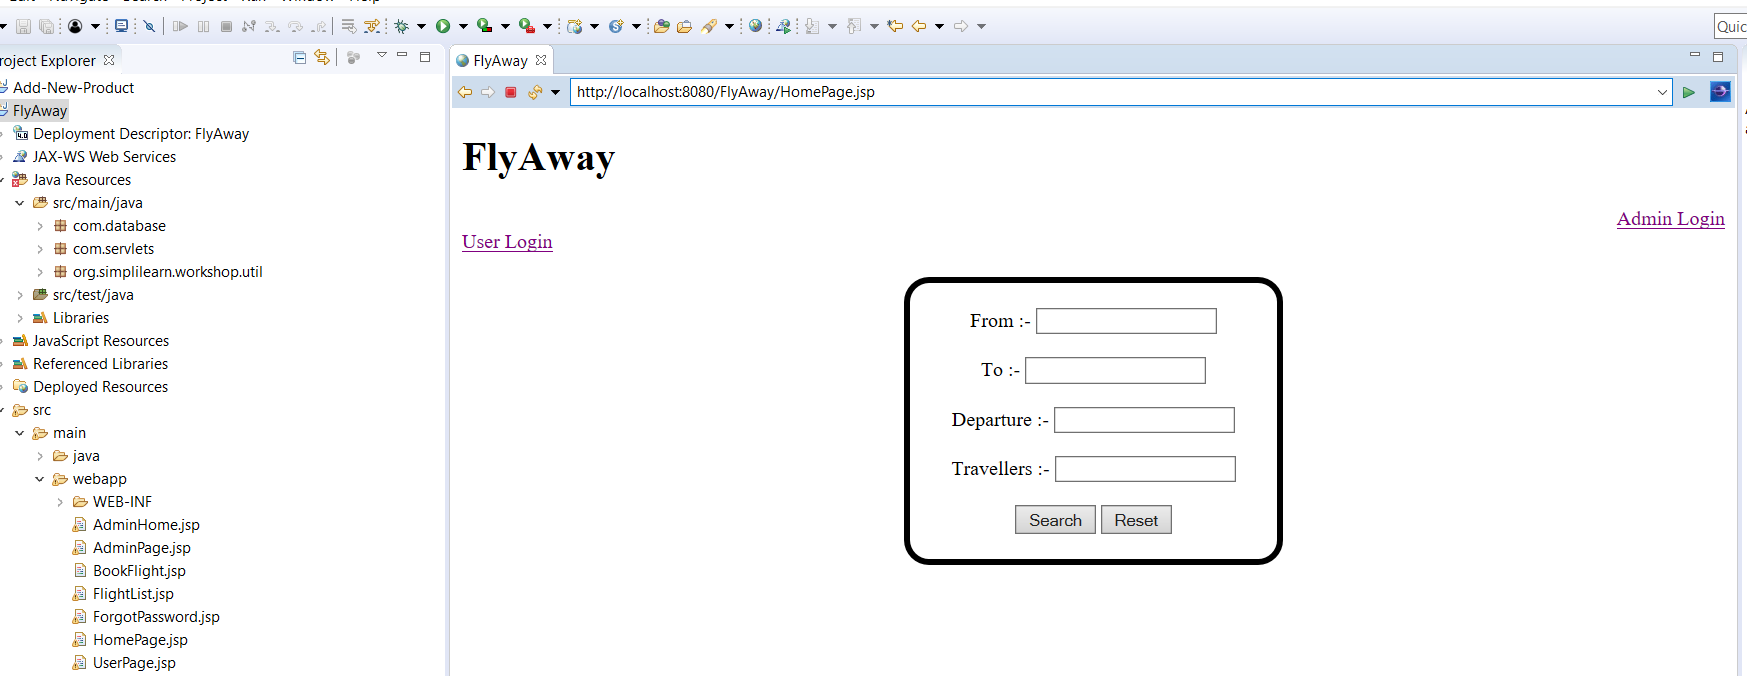 Quic
Project Explorer
Add-New-Product
FlyAway
Deployment Descriptor: FlyAway
JAX-WS Web Services
Java Resources
src/main/java
com.database
com.servlets
org.simplilearn.workshop.util
src/test/java
Libraries
JavaScript Resources
Referenced Libraries
Deployed Resources
src
main
java
webapp
WEB-INF
AdminHome.jsp
AdminPage.jsp
BookFlight.jsp
FlightList.jsp
ForgotPassword.jsp
HomePage.jsp
UserPage.jsp
FlyAway
http://localhost:8080/FlyAway/HomePage.jsp
FlyAway
Admin Login
User Login
From :-
To :-
Departure :-
Travellers :-
Search Reset